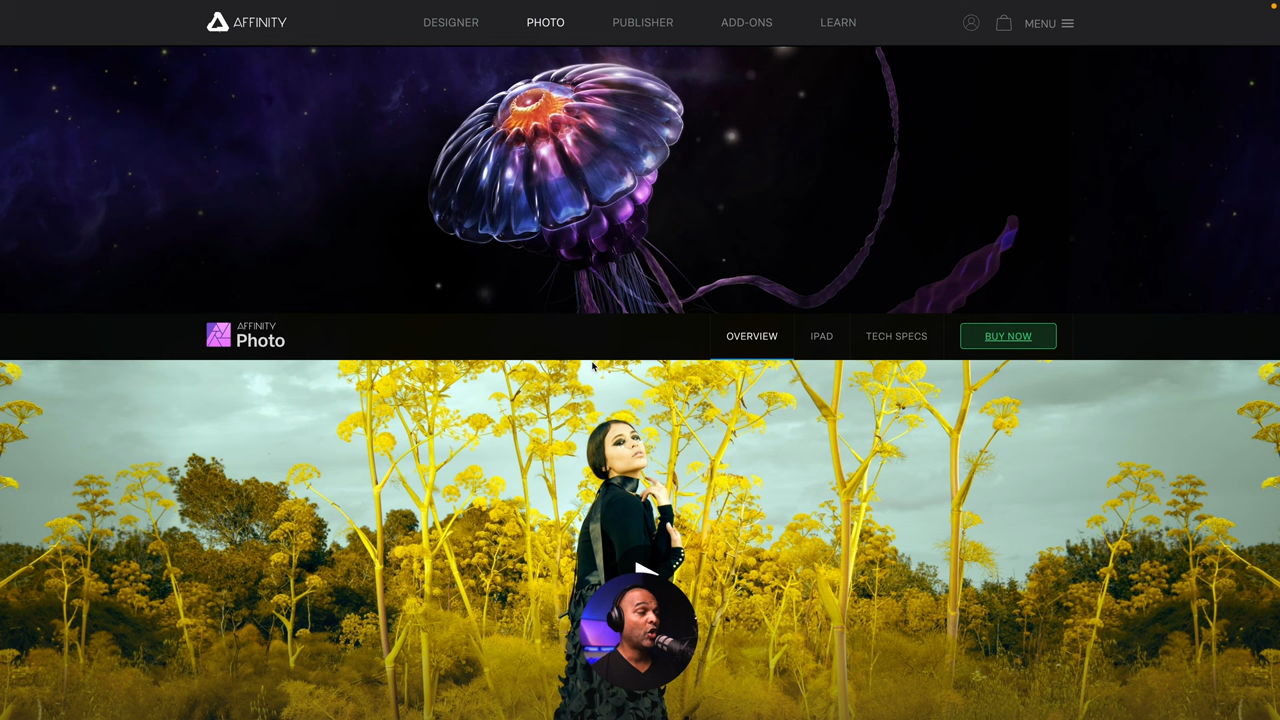 AFFINITY
DESIGNER PHOTO PUBLISHER ADD-ONS LEARN
MENU
AFFINITY
Photo
OVERVIEW IPAD TECH SPECS BUY NOW